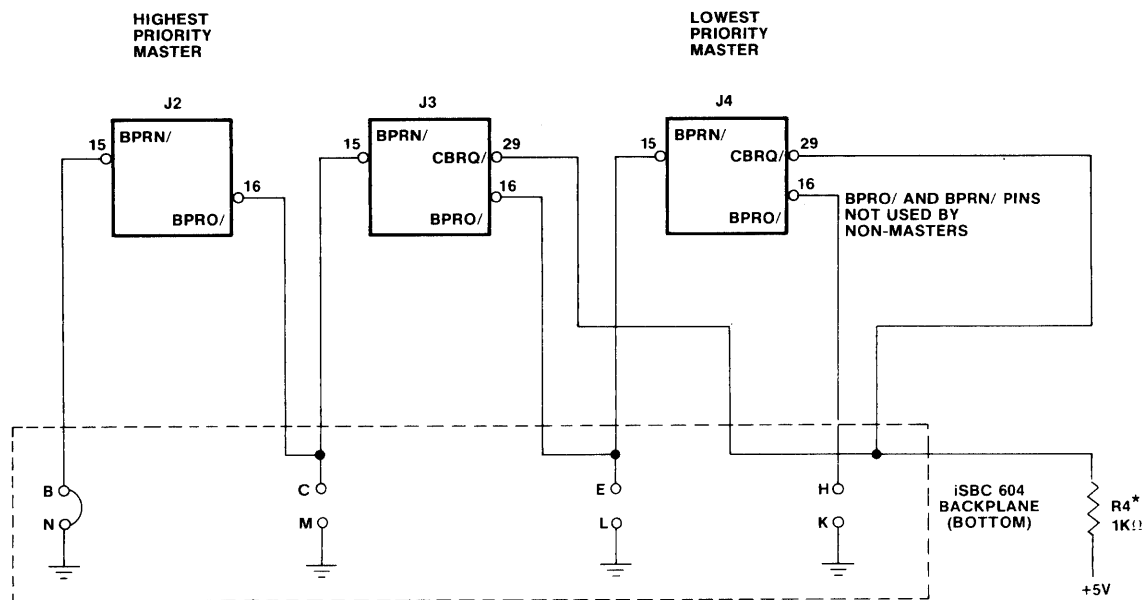 HIGHEST
PRIORITY
MASTER
LOWEST
PRIORITY
MASTER
J2
J3
J4
15
BPRN/
16
BPRO/
15
BPRN/
CBRQ/
29
16
BPRO/
15
BPRN/
CBRQ/
29
16
BPRO/
BPRO/ AND BPRN/ PINS
NOT USED BY
NON-MASTERS
B
N
C
M
E
L
H
K
iSBC 604
BACKPLANE
(BOTTOM)
R4*
1KΩ
+5V